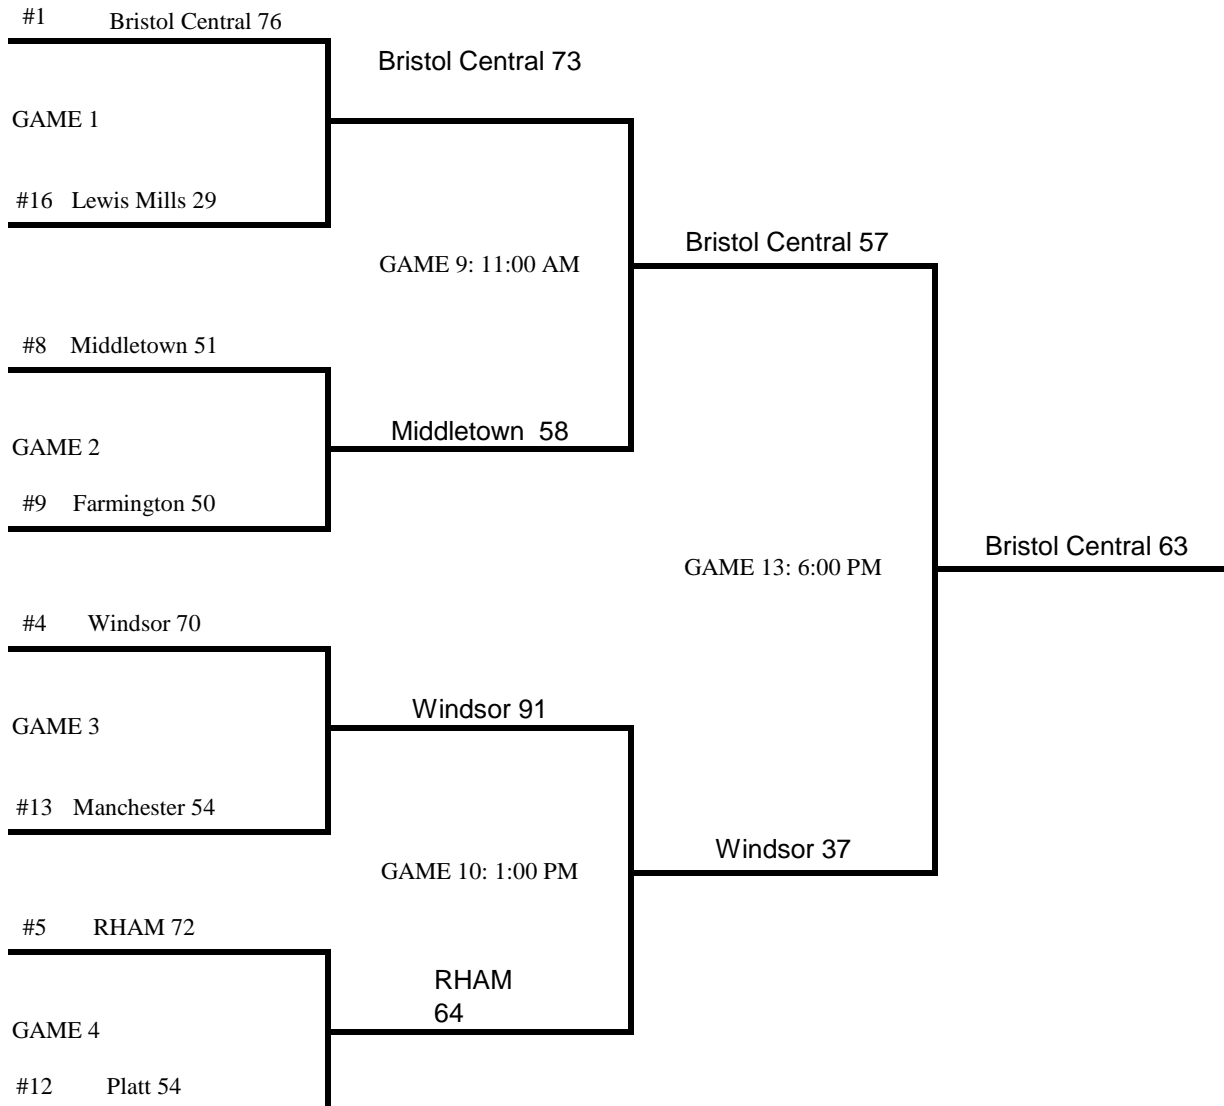 #1 Bristol Central 76
Bristol Central 73
GAME 1
#16 Lewis Mills 29
Bristol Central 57
GAME 9: 11:00 AM
#8 Middletown 51
Middletown 58
GAME 2
#9 Farmington 50
Bristol Central 63
GAME 13: 6:00 PM
#4 Windsor 70
Windsor 91
GAME 3
#13 Manchester 54
Windsor 37
GAME 10: 1:00 PM
#5 RHAM 72
RHAM
64
GAME 4
#12 Platt 54